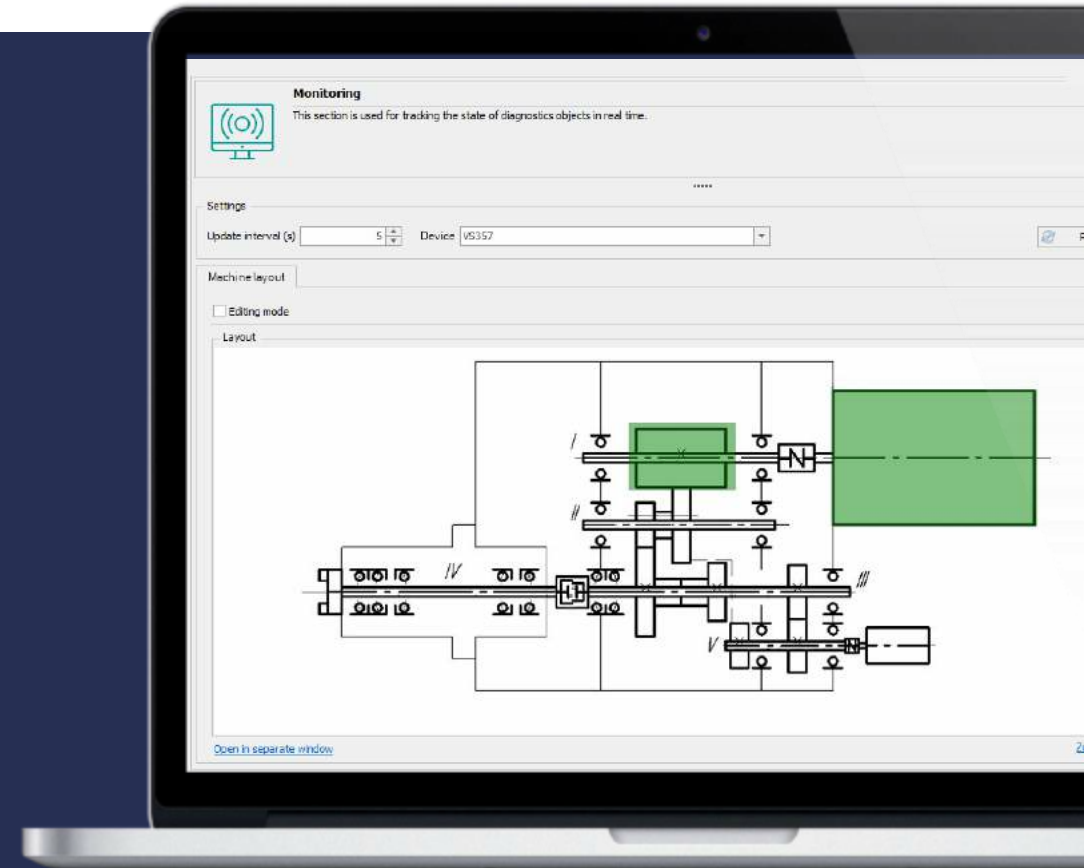 Monitoring
This section is used for tracking the state of diagnostics objects in real time.
Settings
Update interval (s) 5 Device VS357
Machine layout
Editing mode
Layout
I
II
IV
III
V
Open in separate window